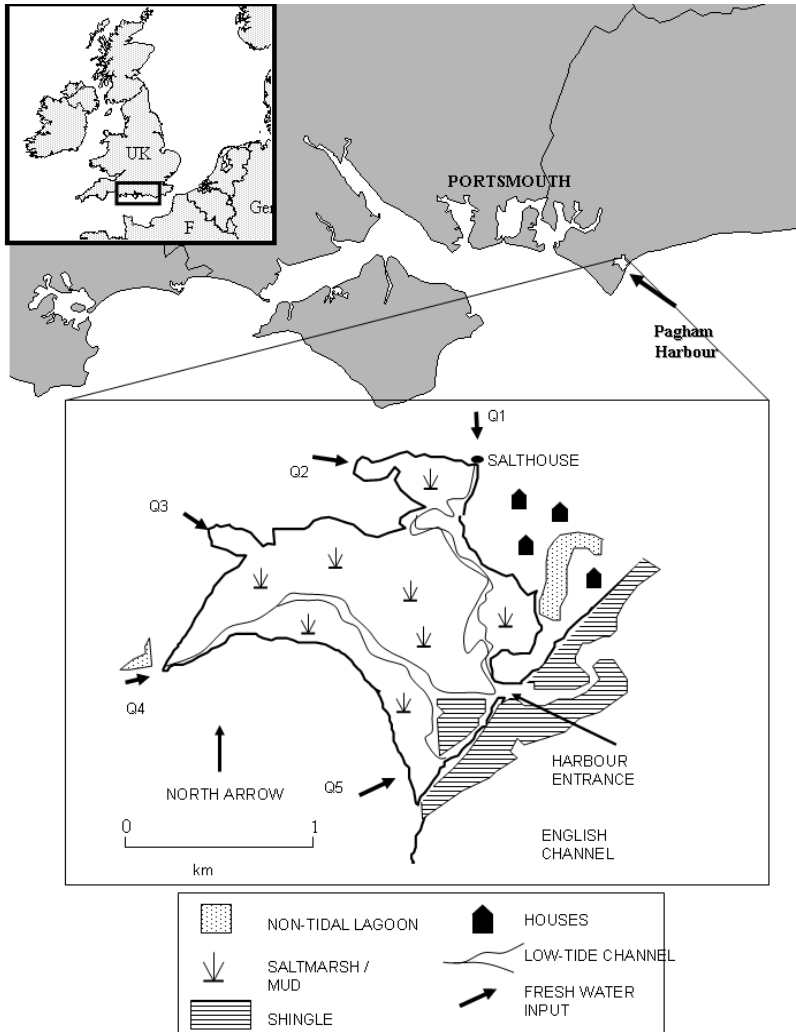 UK
F
Ger
PORTSMOUTH
Pagham
Harbour
Q1
Q2
SALTHOUSE
Q3
Q4
Q5
NORTH ARROW
HARBOUR
ENTRANCE
0 1
km
ENGLISH
CHANNEL
NON-TIDAL LAGOON
HOUSES
SALTMARSH /
MUD
LOW-TIDE CHANNEL
SHINGLE
FRESH WATER
INPUT